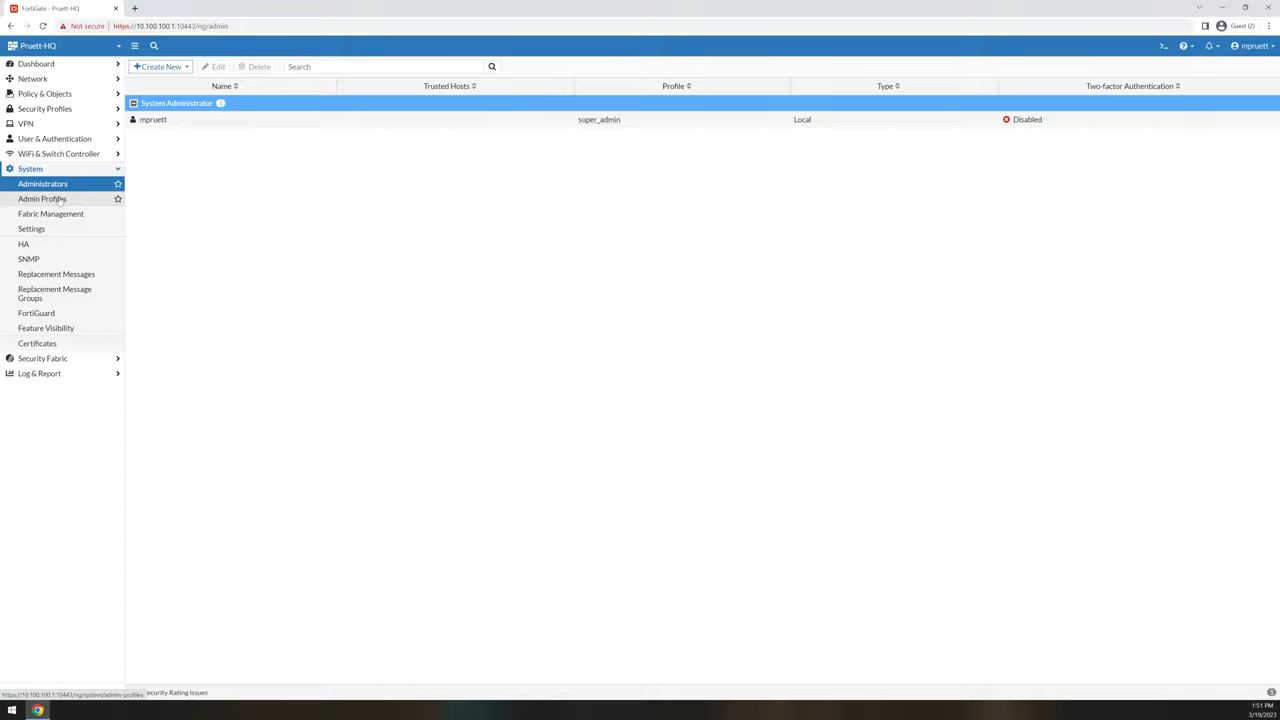 FortiGate - Pruett-HQ
Not secure
https://10.100.100.1:10443/ng/admin
Guest (2)
Pruett-HQ
mpruett
Dashboard
Network
Policy & Objects
Security Profiles
VPN
User & Authentication
WiFi & Switch Controller
System
Administrators
Admin Profiles
Fabric Management
Settings
HA
SNMP
Replacement Messages
Replacement Message
Groups
FortiGuard
Feature Visibility
Certificates
Security Fabric
Log & Report
+Create New
Edit
Delete
Search
Name
Trusted Hosts
Profile
Type
Two-factor Authentication
System Administrator 1
mpruett
super_admin
Local
Disabled
https://10.100.100.1:10443/ng/system/admin-profiles
ecurity Rating Issues
1
1:51 PM
3/19/2023